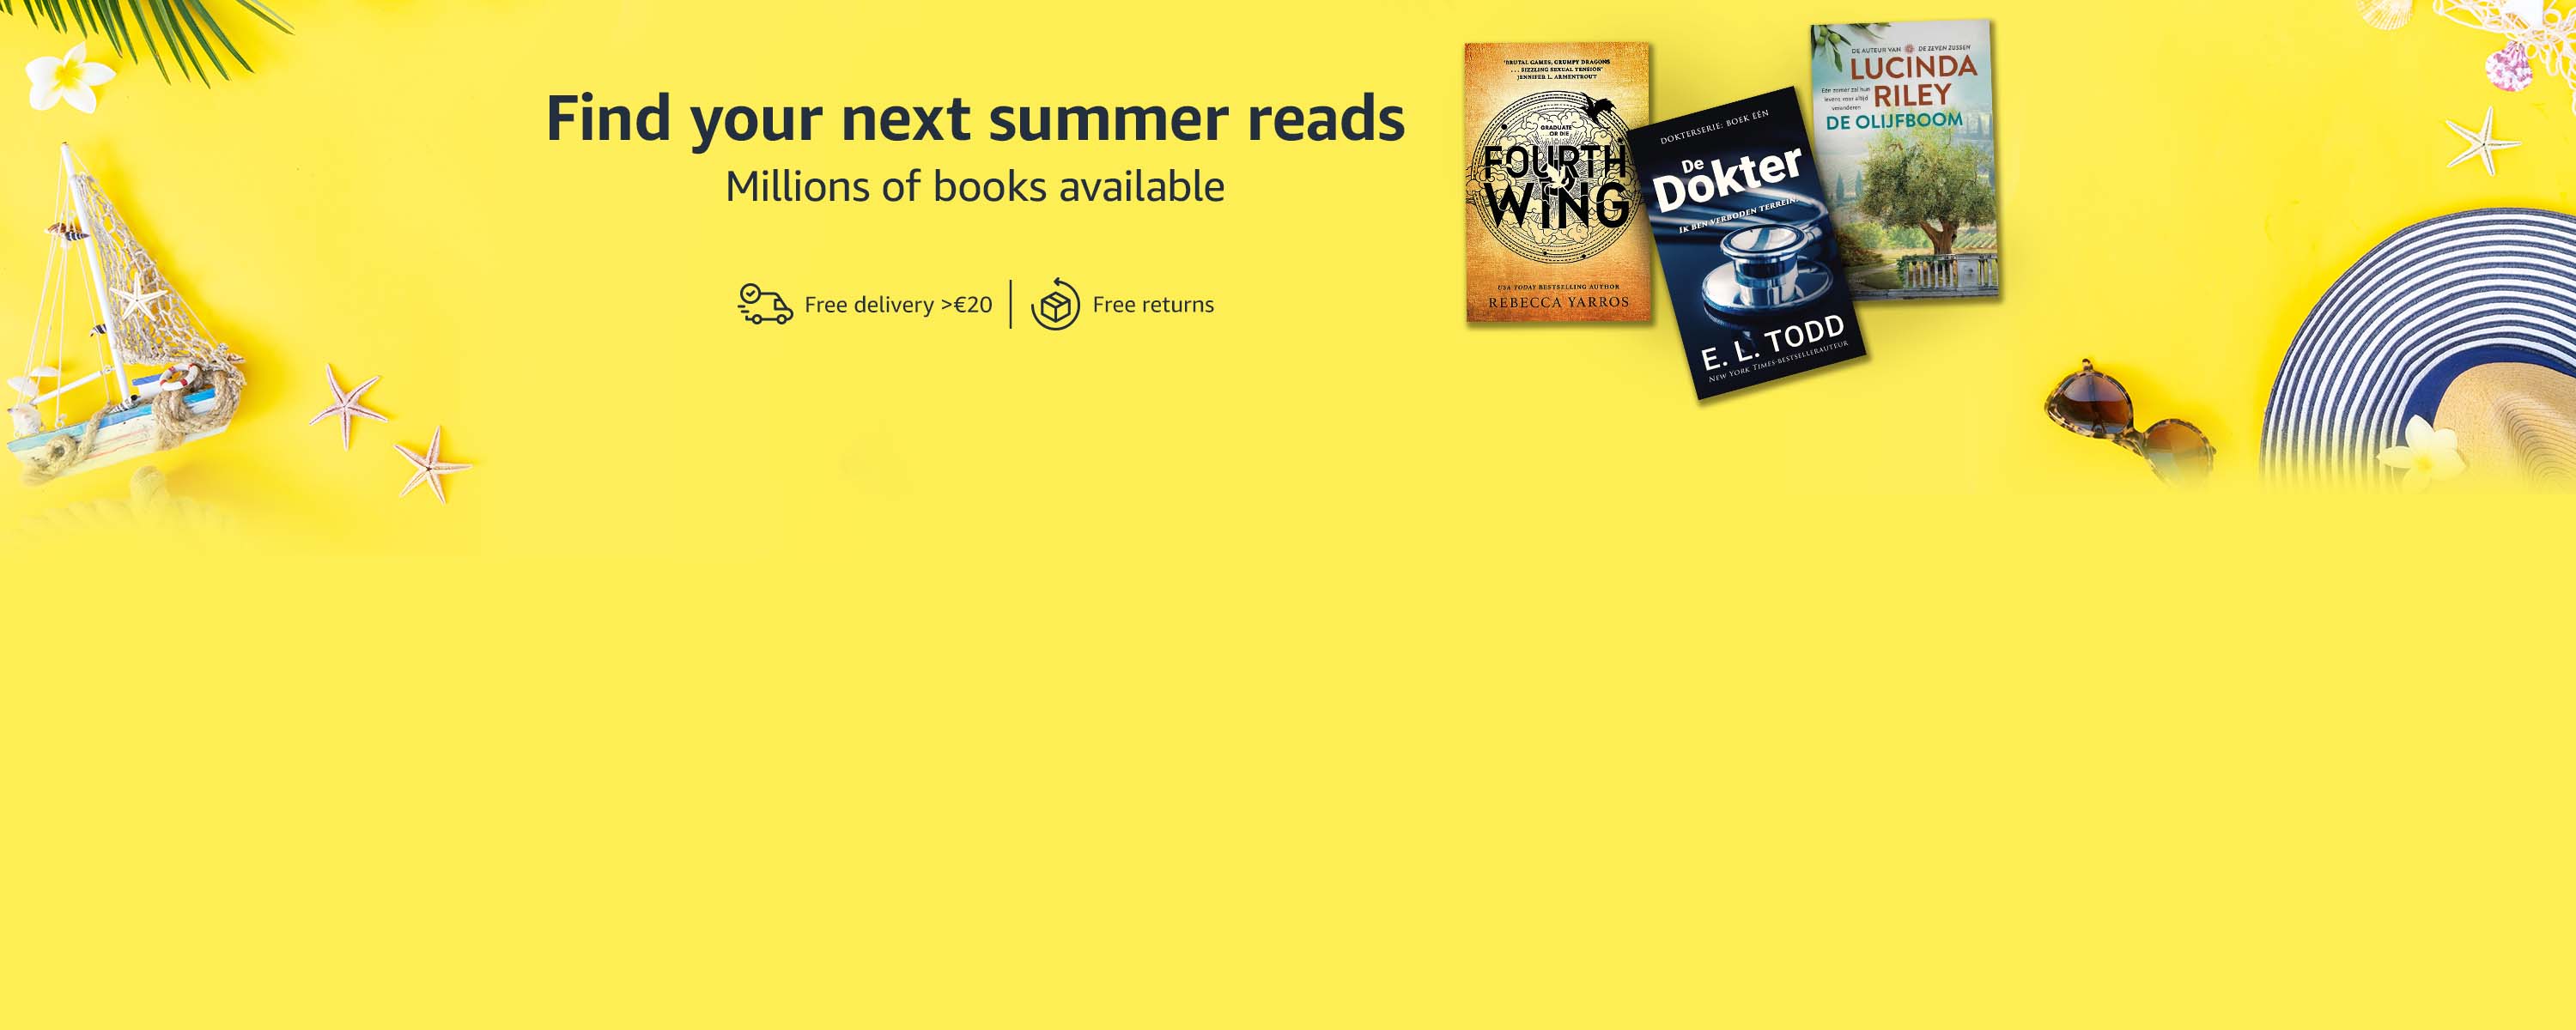 Find your next summer reads
Millions of books available
Free delivery >€20
Free returns
'BRUTAL GAMES, GRUMPY DRAGONS
... SIZZLING SEXUAL TENSION'
JENNIFER L. ARMENTROUT
GRADUATE
OR DIE
FOURTH
WING
USA TODAY BESTSELLING AUTHOR
REBECCA YARROS
DOKTERSERIE: BOEK EEN
De
Dokter
IK BEN VERBODEN TERREIN.
E. L. TODD
NEW YORK TIMES-BESTSELLERAUTEUR
DE AUTEUR VAN DE ZEVEN ZUSSEN
LUCINDA
RILEY
Eén zomer zal hun
levens voor altijd
veranderen
DE OLIJFBOOM